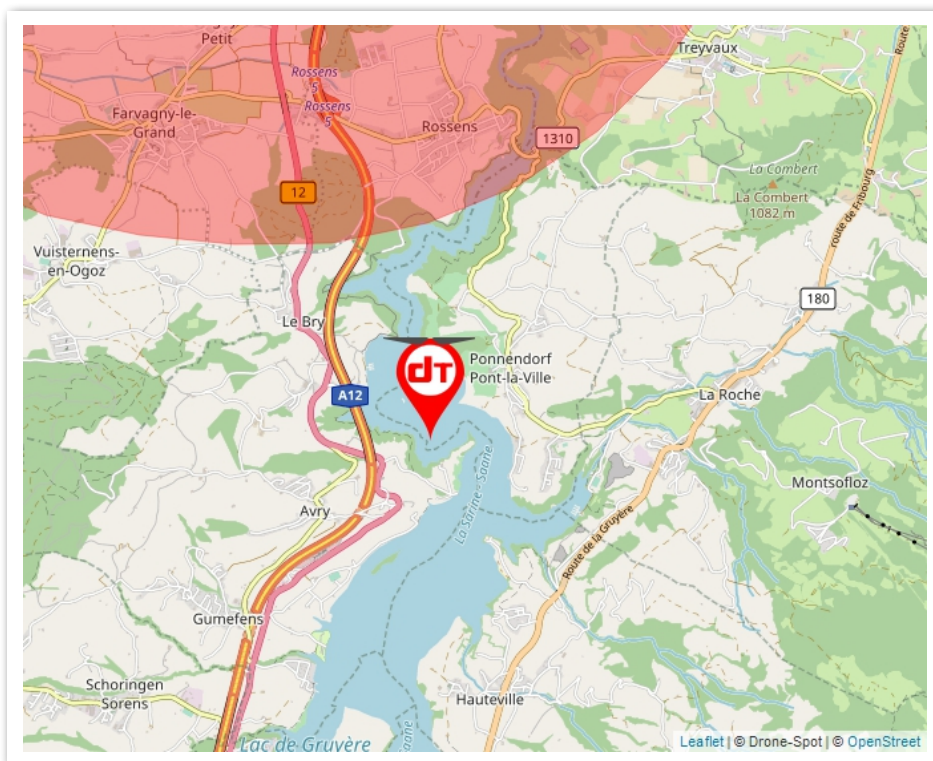 Petit
Treyvaux
Route
Rossens
5
Farvagny-le-
Grand
Rossens
5
Rossens
1310
La Combert
La Combert
1082 m
12
route de Fribourg
Vuisternens-
en-Ogoz
180
Le Bry
Ponnendorf
Pont-la-Ville
dT
A12
La Roche
Montsofloz
Avry
La Sarine - Saane
Route de la Gruyère
Gumefens
Schoringen
Sorens
Hauteville
Saane
Lac de Gruyère
Leaflet | © Drone-Spot | © OpenStreet